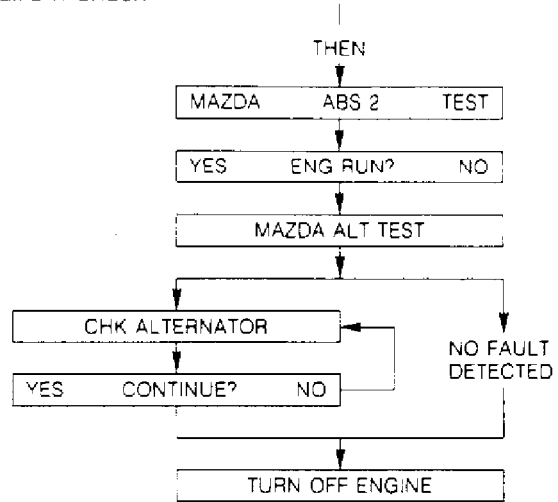 THEN
MAZDA ABS 2 TEST
YES ENG RUN? NO
MAZDA ALT TEST
CHK ALTERNATOR
NO FAULT
DETECTED
YES CONTINUE? NO
TURN OFF ENGINE